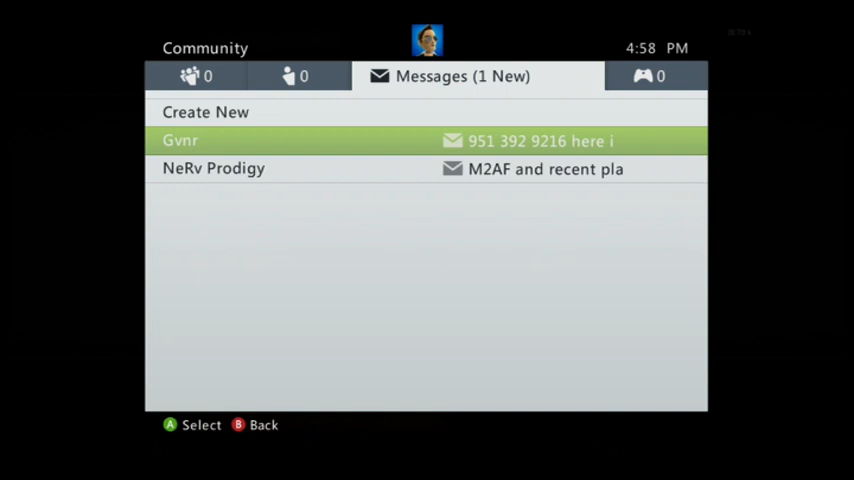 Community 4:58 PM
0 0 Messages (1 New) 0
Create New
Gvnr 951 392 9216 here i
NeRv Prodigy M2AF and recent pla
A Select B Back